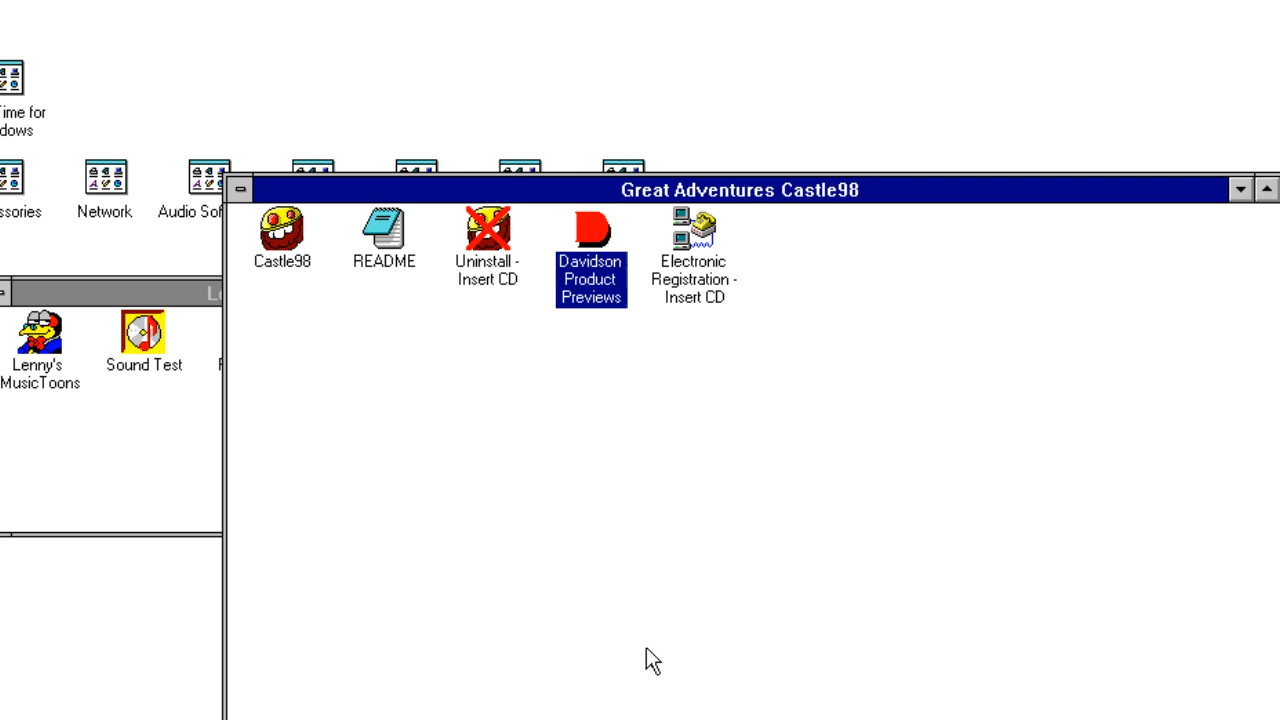 Time for
dows
ssories
Network
Audio Sof
Great Adventures Castle98
Castle98
README
Uninstall -
Insert CD
Davidson
Product
Previews
Electronic
Registration -
Insert CD
Lenny's
MusicToons
Sound Test